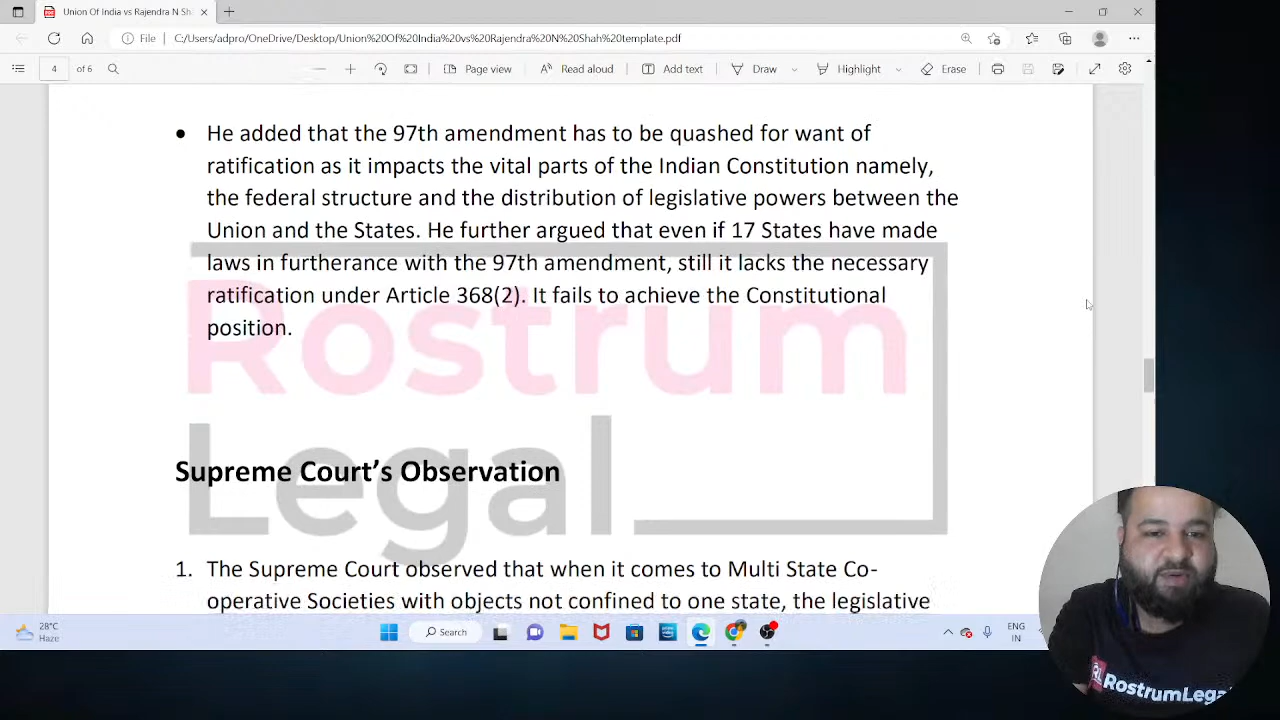 Union Of India vs Rajendra N Sha
File C:/Users/adpro/OneDrive/Desktop/Union%20Of%20India%20vs%20Rajendra%20N%20Shah%20template.pdf
4 of 6 Page view Read aloud Add text Draw Highlight Erase
• He added that the 97th amendment has to be quashed for want of
ratification as it impacts the vital parts of the Indian Constitution namely,
the federal structure and the distribution of legislative powers between the
Union and the States. He further argued that even if 17 States have made
laws in furtherance with the 97th amendment, still it lacks the necessary
ratification under Article 368(2). It fails to achieve the Constitutional
position.
Rostrum
Legal
Supreme Court's Observation
1. The Supreme Court observed that when it comes to Multi State Co-
operative Societies with objects not confined to one state, the legislative
28°C
Haze
Search
ENG
IN
RL RostrumLegal